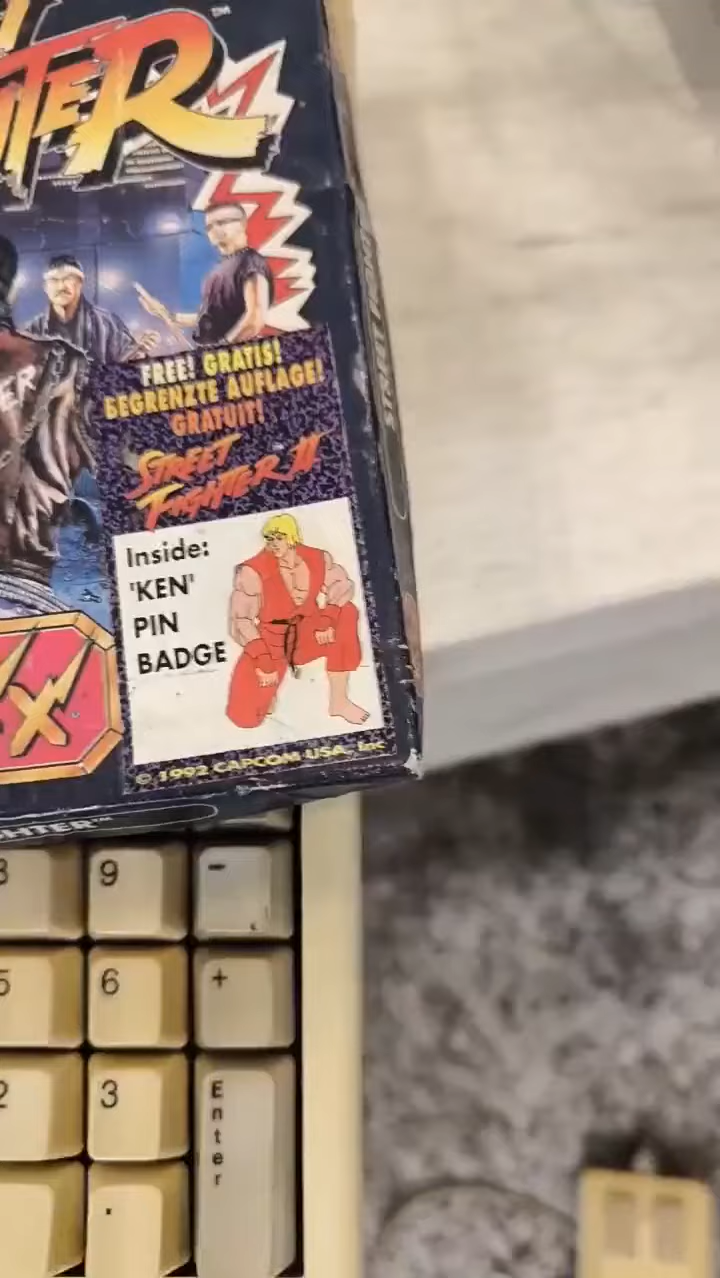 TM
FREE! GRATIS!
BEGRENZTE AUFLAGE!
GRATUIT!
STREET
FIGHTER II
Inside:
'KEN'
PIN
BADGE
© 1992 CAPCOM USA, Inc
9
-
6
+
3
Enter
.